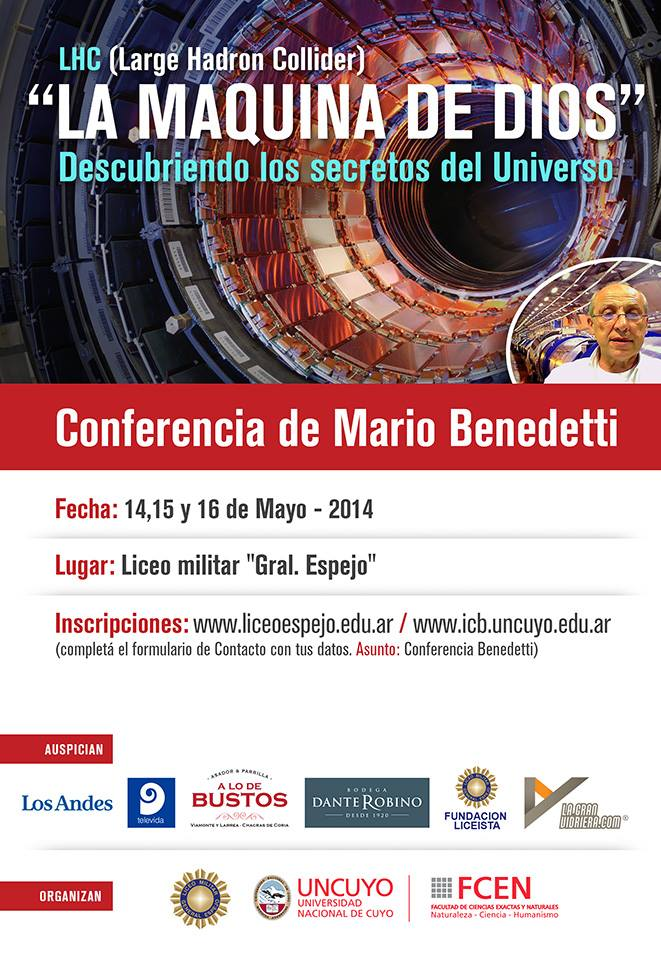 LHC (Large Hadron Collider)
“LA MAQUINA DE DIOS”
Descubriendo los secretos del Universo
Conferencia de Mario Benedetti
Fecha: 14,15 y 16 de Mayo - 2014
Lugar: Liceo militar "Gral. Espejo"
Inscripciones: www.liceoespejo.edu.ar / www.icb.uncuyo.edu.ar
(completá el formulario de Contacto con tus datos. Asunto: Conferencia Benedetti)
AUSPICIAN
Los Andes
televida
· ASADOR & PARRILLA ·
A LO DE
BUSTOS
VIAMONTE Y LARREA - CHACRAS DE CORIA
BODEGA
DANTE ROBINO
DESDE 1920
FUNDACION
LICEISTA
LA GRAN
VIDRIERA.COM®
ORGANIZAN
LICEO MILITAR GENERAL ESPEJO
UNCUYO
UNIVERSIDAD
NACIONAL DE CUYO
FCEN
FACULTAD DE CIENCIAS EXACTAS Y NATURALES
Naturaleza - Ciencia - Humanismo